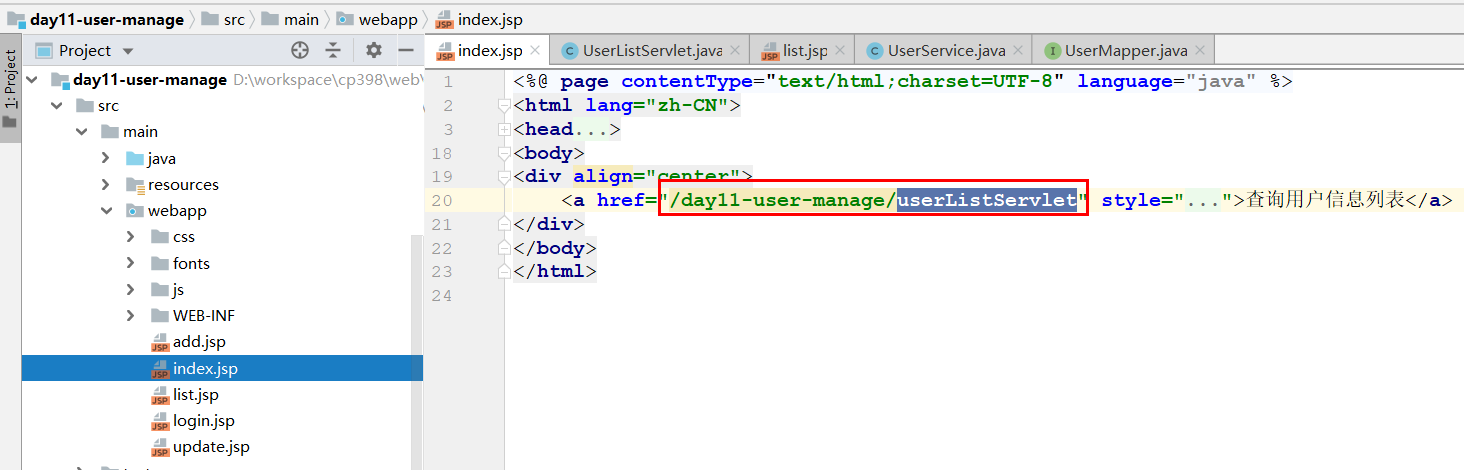 day11-user-manage src main webapp index.jsp
1: Project
Project
day11-user-manage D:\workspace\cp398\web\
src
main
java
resources
webapp
css
fonts
js
WEB-INF
add.jsp
index.jsp
list.jsp
login.jsp
update.jsp
index.jsp UserListServlet.java list.jsp UserService.java UserMapper.java
1 <%@ page contentType="text/html;charset=UTF-8" language="java" %>
2 <html lang="zh-CN">
3 <head...>
18 <body>
19 <div align="center">
20 <a href="/day11-user-manage/userListServlet" style="...">查询用户信息列表</a>
21 </div>
22 </body>
23 </html>
24